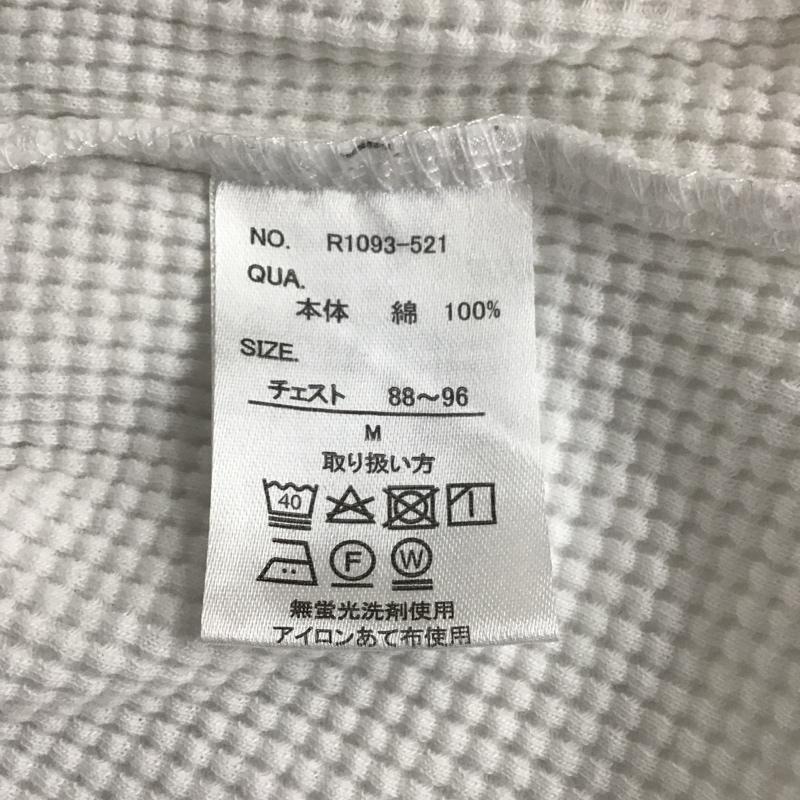 NO. R1093-521
QUA.
本体 綿 100%
SIZE.
チェスト 88～96
M
取り扱い方
40
F W
無蛍光洗剤使用
アイロンあて布使用